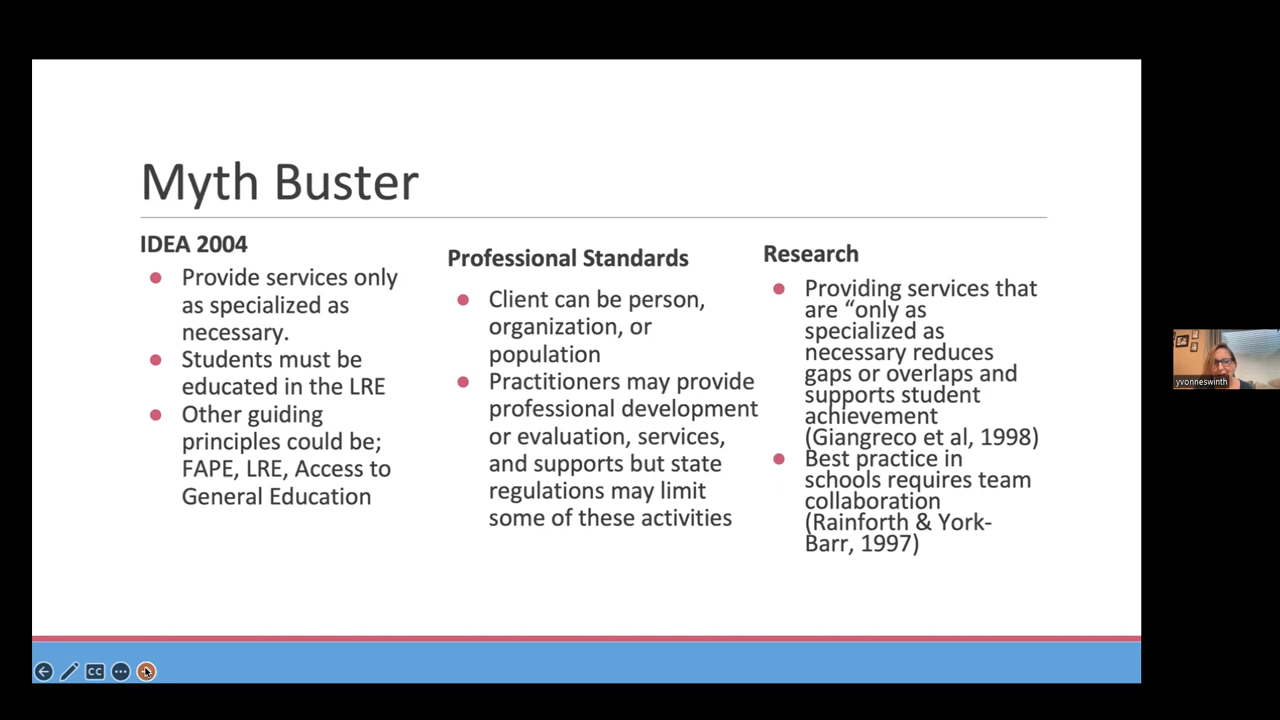 Myth Buster
IDEA 2004
Provide services only
as specialized as
necessary.
Students must be
educated in the LRE
Other guiding
principles could be;
FAPE, LRE, Access to
General Education
Professional Standards
Client can be person,
organization, or
population
Practitioners may provide
professional development
or evaluation, services,
and supports but state
regulations may limit
some of these activities
Research
Providing services that
are “only as
specialized as
necessary reduces
gaps or overlaps and
supports student
achievement
(Giangreco et al, 1998)
Best practice in
schools requires team
collaboration
(Rainforth & York-
Barr, 1997)
yvonneswinth
CC